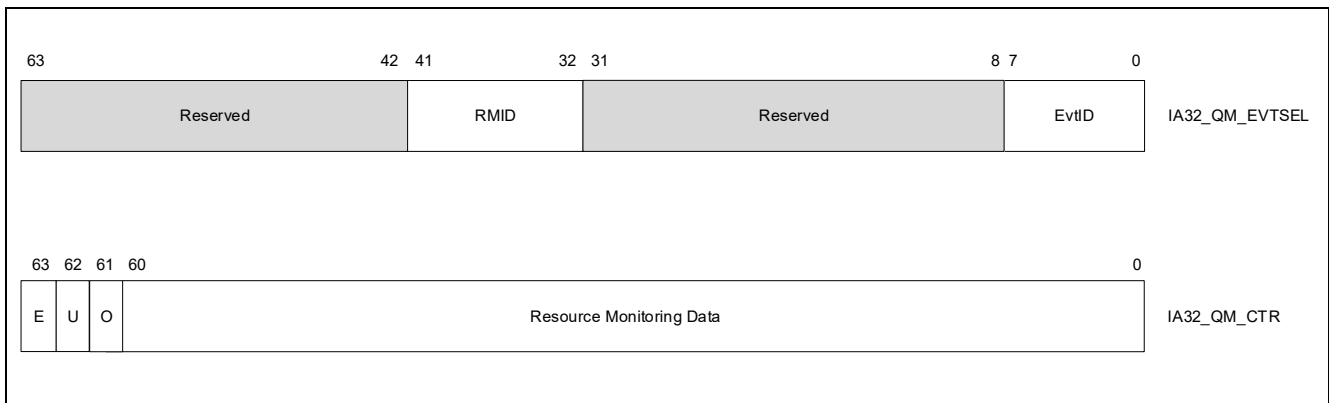 63 42 41 32 31 8 7 0
Reserved RMID Reserved EvtID IA32_QM_EVTSEL
63 62 61 60 0
E U O Resource Monitoring Data IA32_QM_CTR